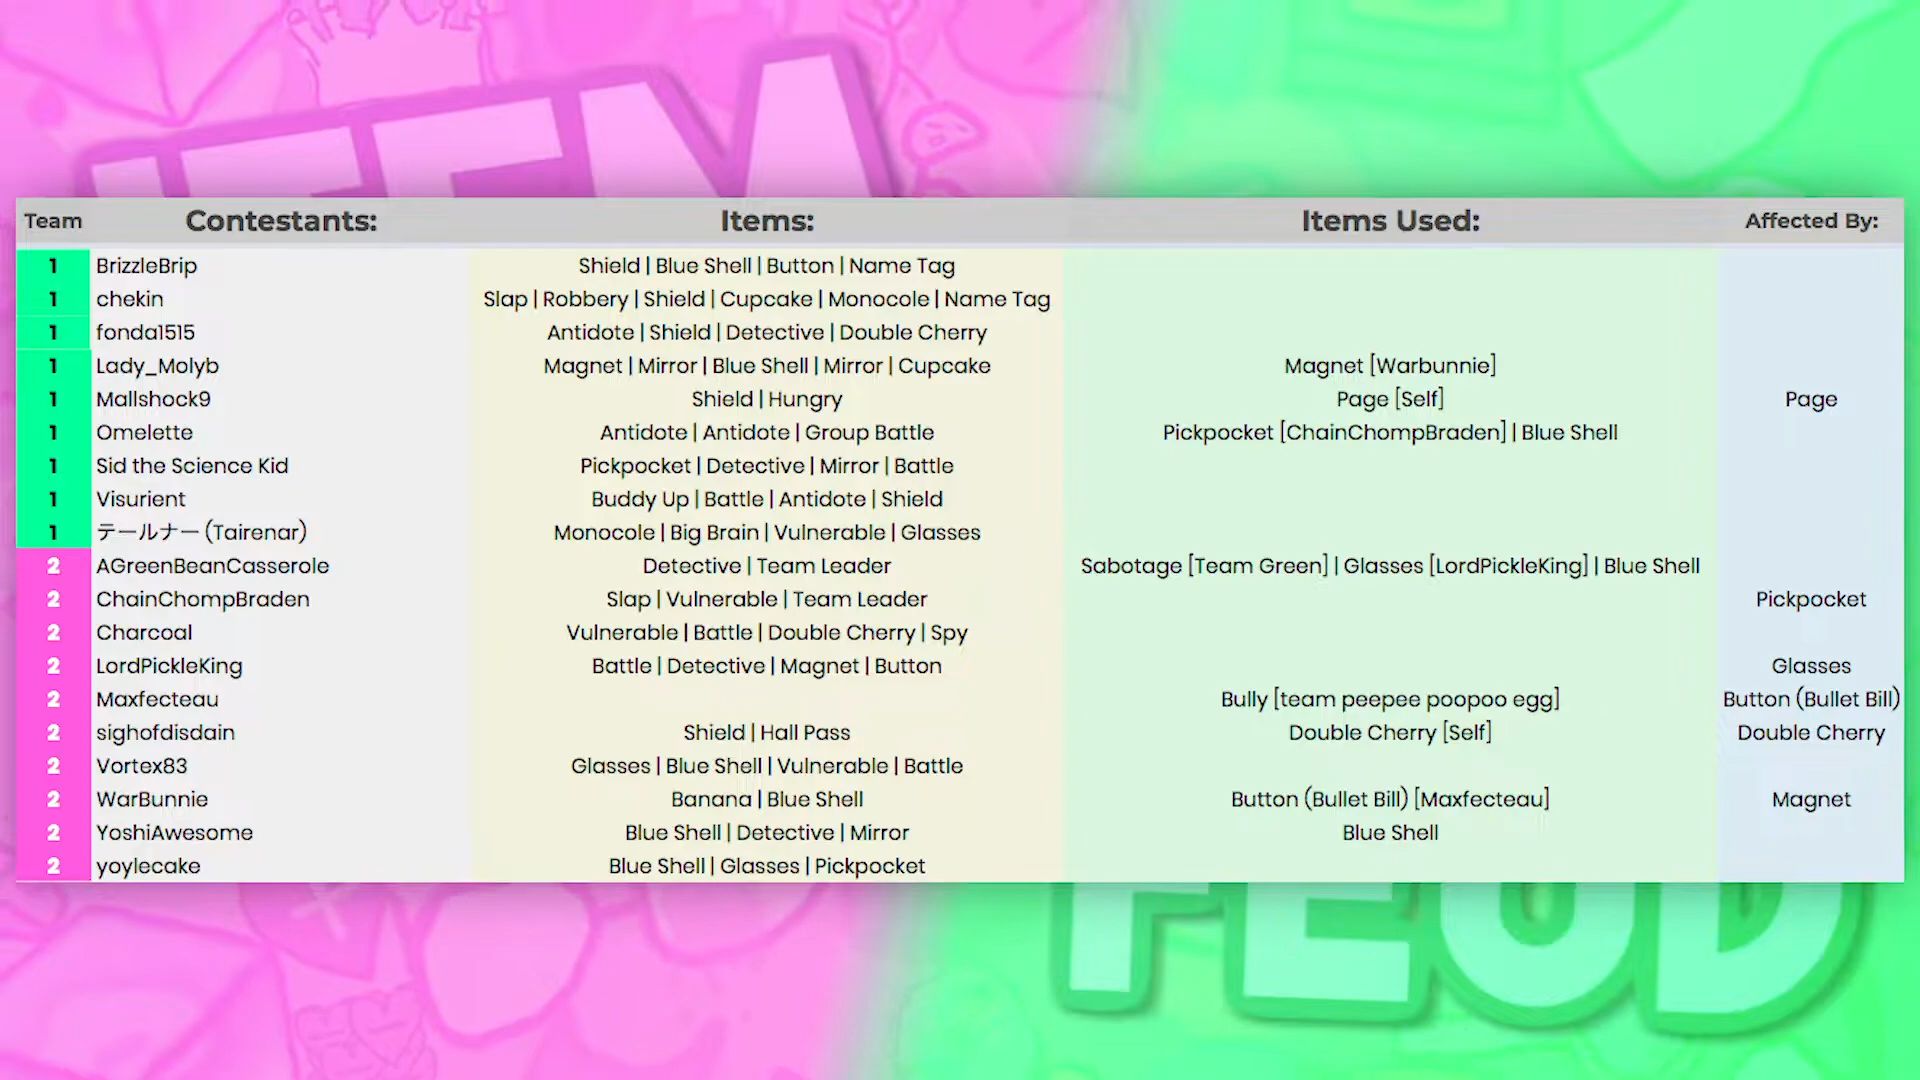 Team Contestants: Items: Items Used: Affected By:
1 BrizzleBrip Shield | Blue Shell | Button | Name Tag
1 chekin Slap | Robbery | Shield | Cupcake | Monocole | Name Tag
1 fonda1515 Antidote | Shield | Detective | Double Cherry
1 Lady_Molyb Magnet | Mirror | Blue Shell | Mirror | Cupcake Magnet [Warbunnie]
1 Mallshock9 Shield | Hungry Page [Self] Page
1 Omelette Antidote | Antidote | Group Battle Pickpocket [ChainChompBraden] | Blue Shell
1 Sid the Science Kid Pickpocket | Detective | Mirror | Battle
1 Visurient Buddy Up | Battle | Antidote | Shield
1 テールナー (Tairenar) Monocole | Big Brain | Vulnerable | Glasses
2 AGreenBeanCasserole Detective | Team Leader Sabotage [Team Green] | Glasses [LordPickleKing] | Blue Shell
2 ChainChompBraden Slap | Vulnerable | Team Leader Pickpocket
2 Charcoal Vulnerable | Battle | Double Cherry | Spy
2 LordPickleKing Battle | Detective | Magnet | Button Glasses
2 Maxfecteau Bully [team peepee poopoo egg] Button (Bullet Bill)
2 sighofdisdain Shield | Hall Pass Double Cherry [Self] Double Cherry
2 Vortex83 Glasses | Blue Shell | Vulnerable | Battle
2 WarBunnie Banana | Blue Shell Button (Bullet Bill) [Maxfecteau] Magnet
2 YoshiAwesome Blue Shell | Detective | Mirror Blue Shell
2 yoylecake Blue Shell | Glasses | Pickpocket
FEUD